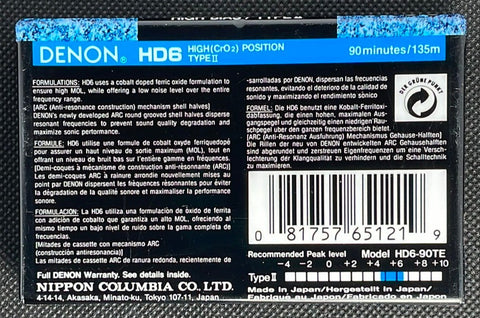 HIGH BIAS TYPE II
DENON® HD6 HIGH (CrO2) POSITION
TYPE II
90minutes/135m
FORMULATIONS: HD6 uses a cobalt doped ferric oxide formulation to
ensure high MOL, while offering a low noise level over the entire
frequency range.
[ARC (Anti-resonance construction) mechanism shell halves]
DENON's newly developed ARC round grooved shell halves disperse
resonant frequencies to prevent sound quality degradation and
maximize sonic performance.
FORMULE: HD6 utilise une formule de cobalt oxyde ferriquedopé
pour assurer un haut niveau de sortie maximum (MOL), tout en
offrant un niveau de bruit bas sur l'entière gamme en fréquences.
[Demi-coques à mécanisme de construction anti-résonante (ARC)]
Les demi-coques ARC à rainure arrondie nouvellement mises au
point par DENON dispersent les fréquences résonnantes pour éviter
la dégradation de la qualité sonore et maximaliser les performances
sonores.
FORMULACION: La HD6 utiliza una formulación de óxido de ferrita
con adición de cobalto que garantiza un alto MOL, ofreciendo al
mismo tiempo un bajo nivel de ruido sobre la gama completa de
frecuencias.
[Mitades de cassette con mecanismo ARC
(construcción antiresonancia)]
Las mitades de cassette ARC de ranura redonda, recientemente de-
-sarrolladas por DENON, dispersan las frecuencias
resonantes, evitando el deterioro de la calidad de
sonido y maximizando el rendimiento sónico.
FORMEL: Die HD6 benutzt eine Kobalt-Ferritoxi-
daufbringung, die einen hohen, maximalen Aus-
gangspegel und gleichzeitig einen niedrigen Rau-
schpegel über den ganzen frequenzbereich bietet.
[ARC (Anti-Resonanz Ausführung) Mechanismus Gehause-Halften]
Die Rillen der neu von DENON entwickelten ARC Gehausehälften
sind abgerundet und zerstreuen Eigenfrequenzen um eine Versch-
lechterung der Klangqualität zu verhindern und die Schalltechnik
zu maximieren.
DER GRÜNE PUNKT
0 81757 65121 9
Recommended Peak level Model HD6-90TE
−4 −2 0 +2 +4 +6 +8 +10
Type II
Full DENON Warranty. See details inside.
NIPPON COLUMBIA CO., LTD.
4-14-14, Akasaka, Minato-ku, Tokyo 107-11, Japan
Made in Japan/Hergestellt in Japan/
Fabriqué au Japon/Fabricado en Japón